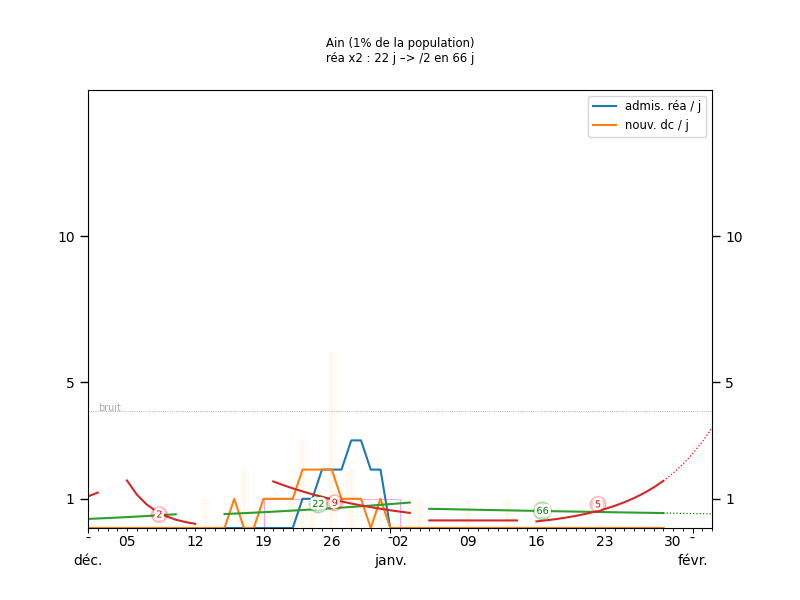 Ain (1% de la population)
réa x2 : 22 j –> /2 en 66 j
admis. réa / j
nouv. dc / j
10
10
5
5
bruit
1
1
2
22
9
66
5
-
05
12
19
26
02
09
16
23
30
-
déc.
janv.
févr.